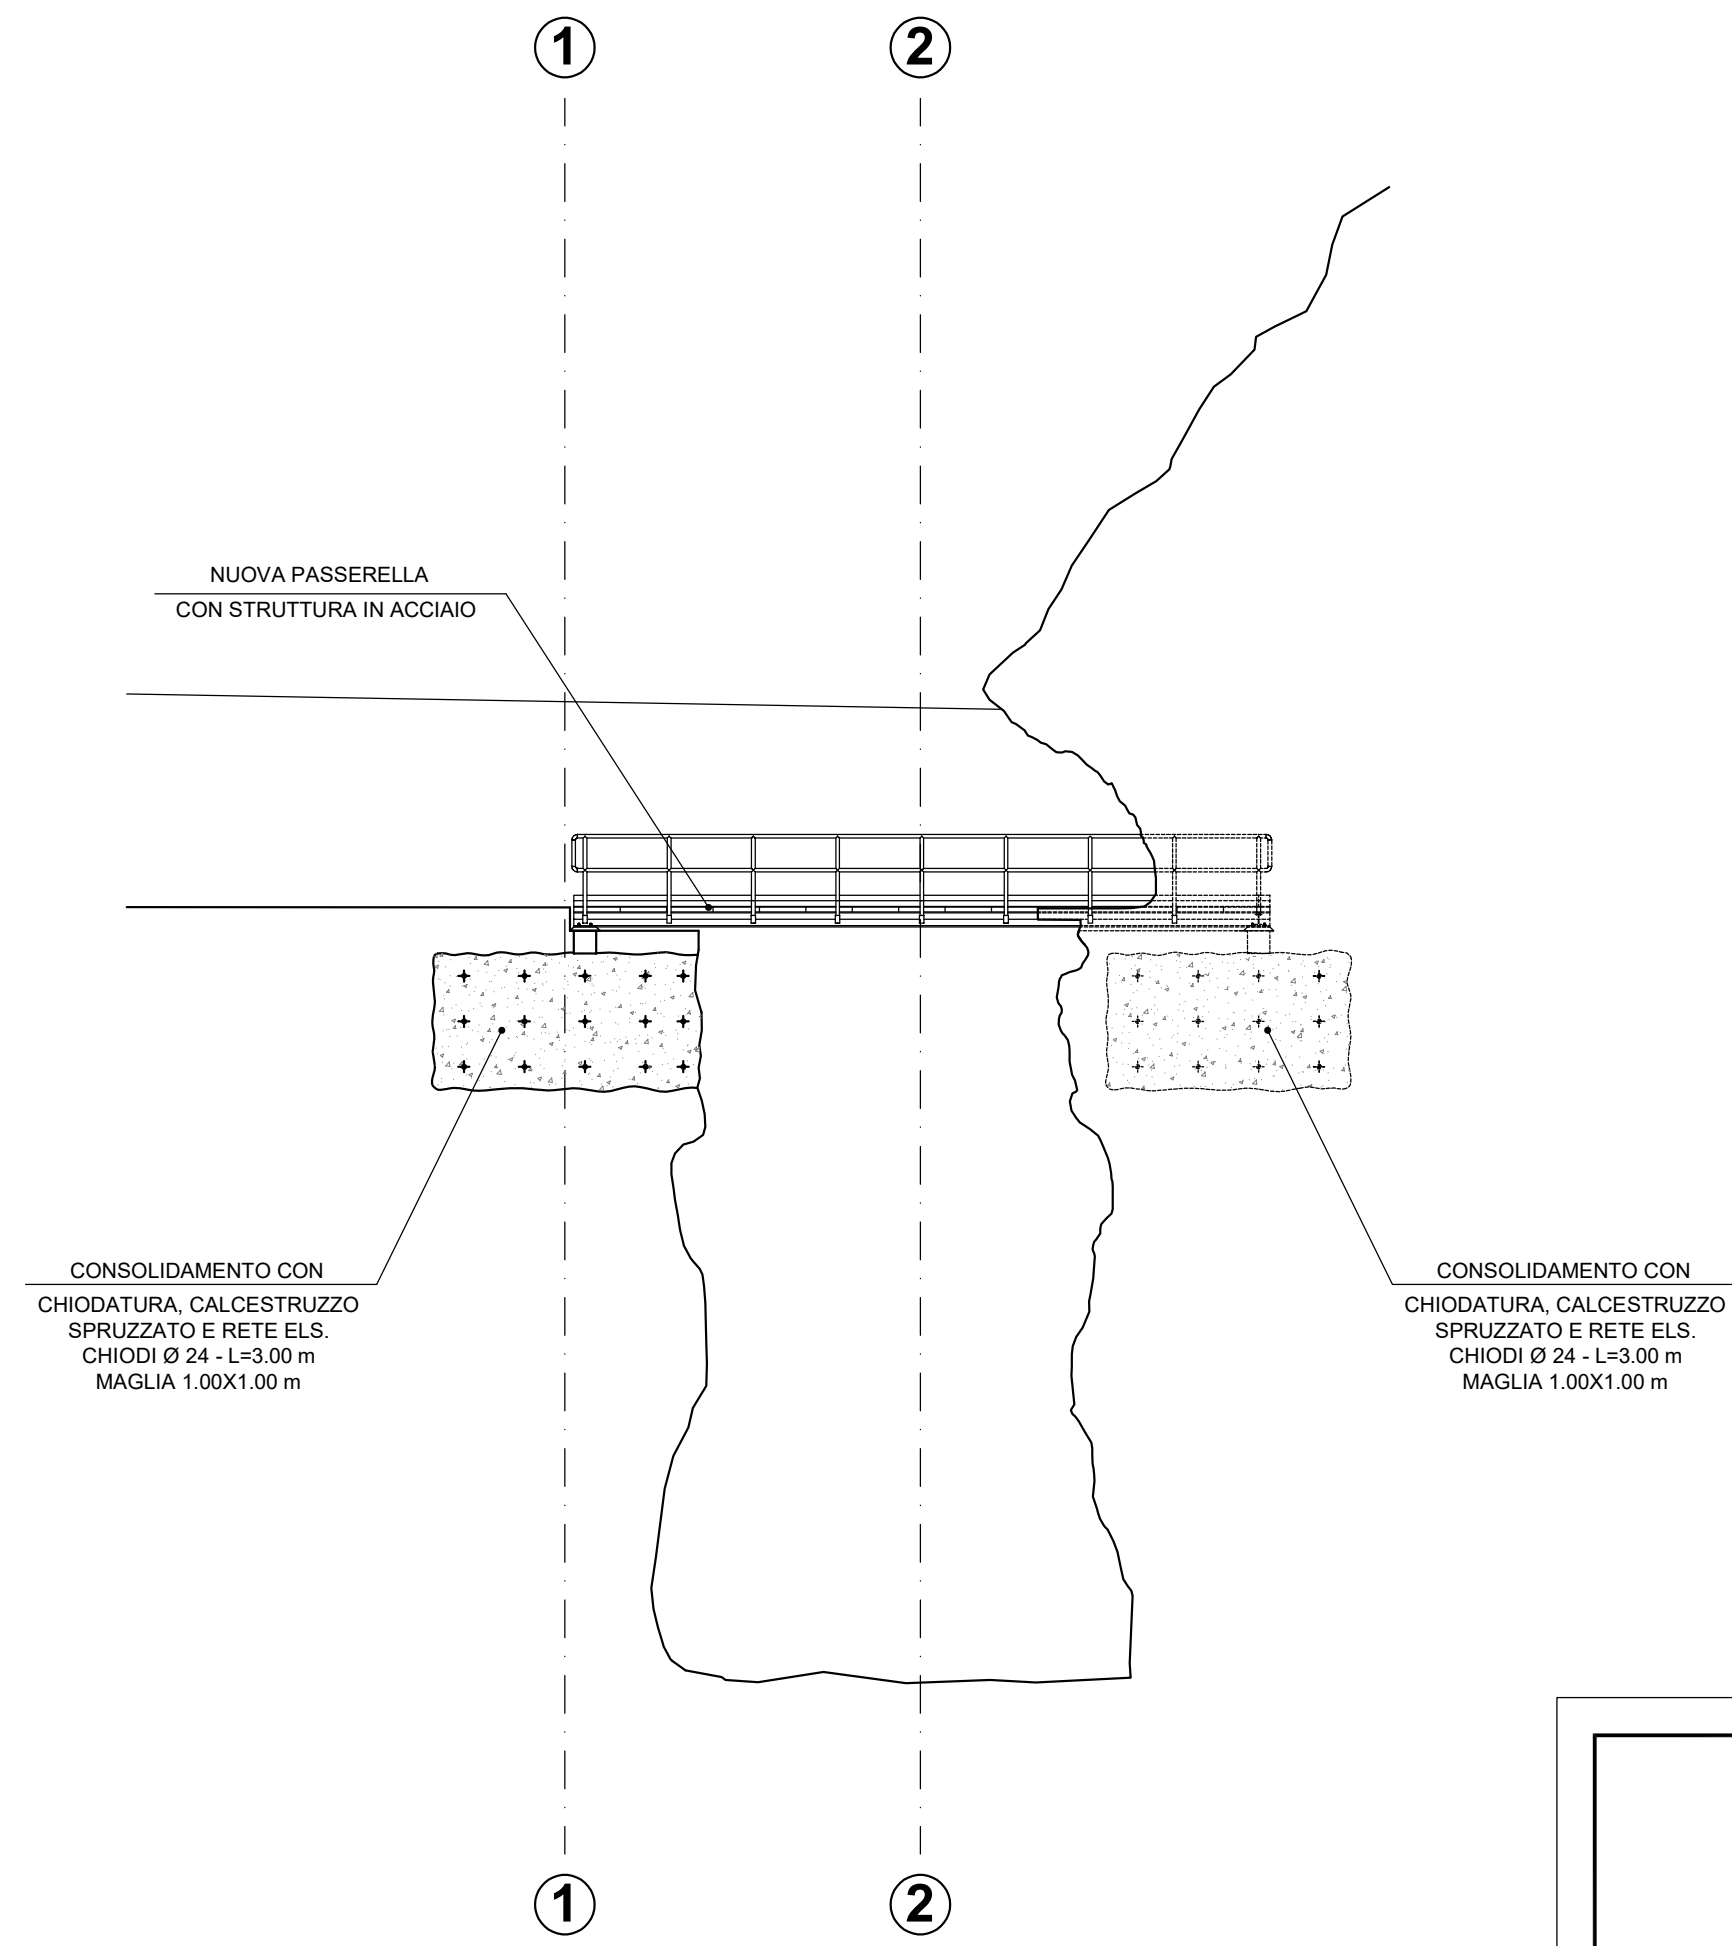 1
2
NUOVA PASSERELLA
CON STRUTTURA IN ACCIAIO
CONSOLIDAMENTO CON
CHIODATURA, CALCESTRUZZO
SPRUZZATO E RETE ELS.
CHIODI Ø 24 - L=3.00 m
MAGLIA 1.00X1.00 m
CONSOLIDAMENTO CON
CHIODATURA, CALCESTRUZZO
SPRUZZATO E RETE ELS.
CHIODI Ø 24 - L=3.00 m
MAGLIA 1.00X1.00 m
1
2